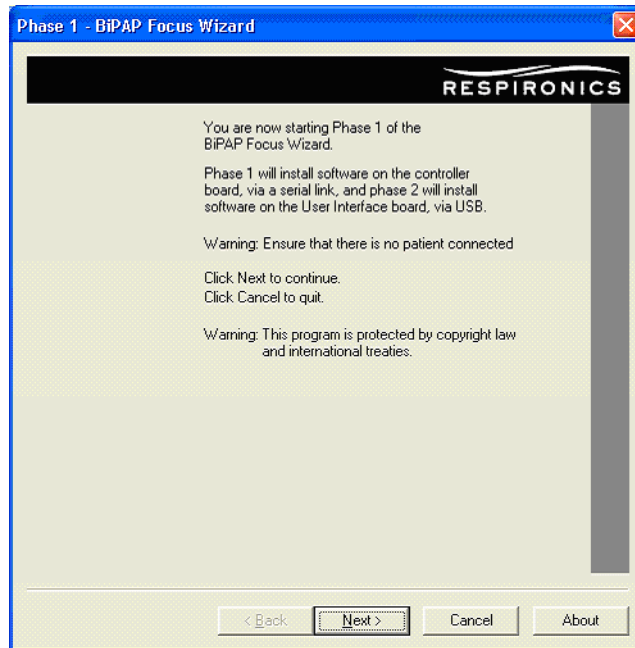 Phase 1 - BiPAP Focus Wizard
RESPIRONICS
You are now starting Phase 1 of the
BiPAP Focus Wizard.
Phase 1 will install software on the controller
board, via a serial link, and phase 2 will install
software on the User Interface board, via USB.
Warning: Ensure that there is no patient connected
Click Next to continue.
Click Cancel to quit.
Warning: This program is protected by copyright law
and international treaties.
< Back
Next >
Cancel
About